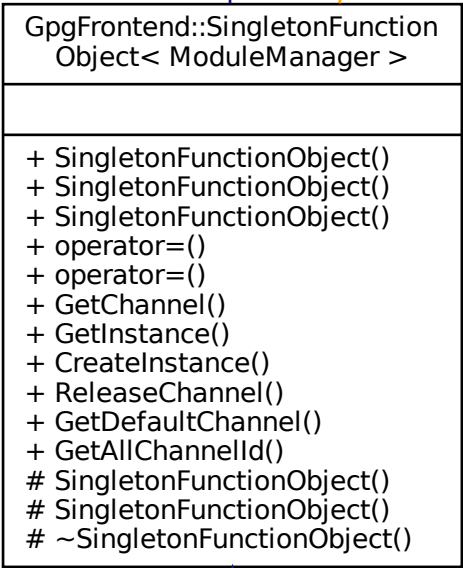 GpgFrontend::SingletonFunction
Object< ModuleManager >
+ SingletonFunctionObject()
+ SingletonFunctionObject()
+ SingletonFunctionObject()
+ operator=()
+ operator=()
+ GetChannel()
+ GetInstance()
+ CreateInstance()
+ ReleaseChannel()
+ GetDefaultChannel()
+ GetAllChannelId()
# SingletonFunctionObject()
# SingletonFunctionObject()
# ~SingletonFunctionObject()